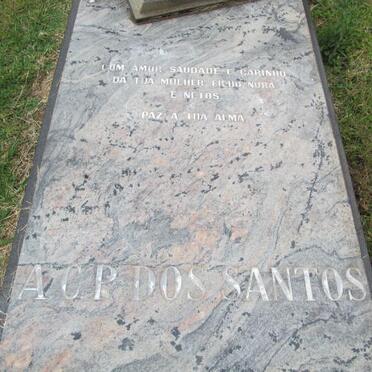 COM AMOR SAUDADE E CARINHO
DA TUA MULHER FILHO NORA
E NETOS
PAZ A TUA ALMA
A C P DOS SANTOS